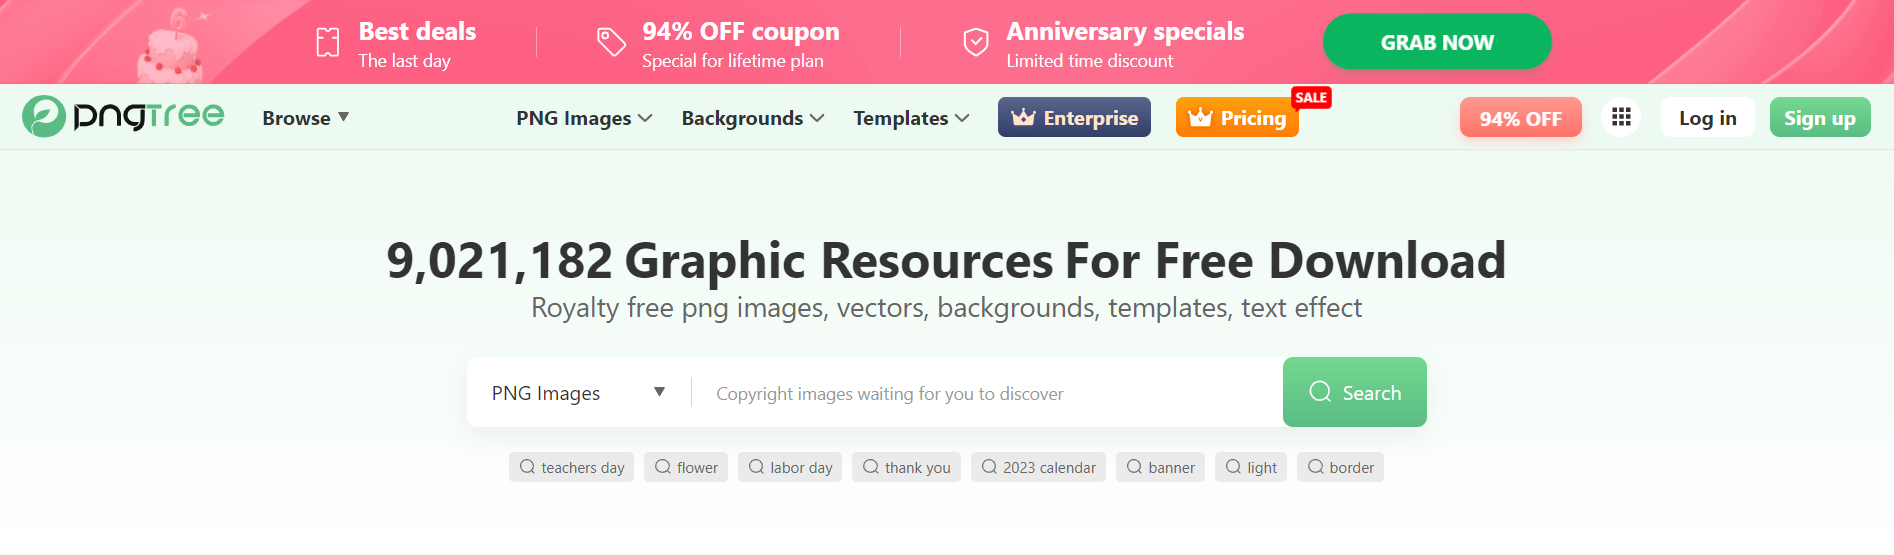 6
Best deals
The last day
94% OFF coupon
Special for lifetime plan
Anniversary specials
Limited time discount
GRAB NOW
pngtree
Browse
PNG Images
Backgrounds
Templates
Enterprise
Pricing
SALE
94% OFF
Log in
Sign up
9,021,182 Graphic Resources For Free Download
Royalty free png images, vectors, backgrounds, templates, text effect
PNG Images
Copyright images waiting for you to discover
Search
teachers day
flower
labor day
thank you
2023 calendar
banner
light
border